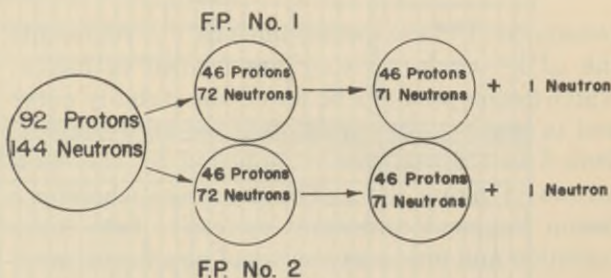 F.P. No. 1
46 Protons
72 Neutrons
46 Protons
71 Neutrons
+ 1 Neutron
92 Protons
144 Neutrons
46 Protons
72 Neutrons
46 Protons
71 Neutrons
+ 1 Neutron
F.P. No. 2